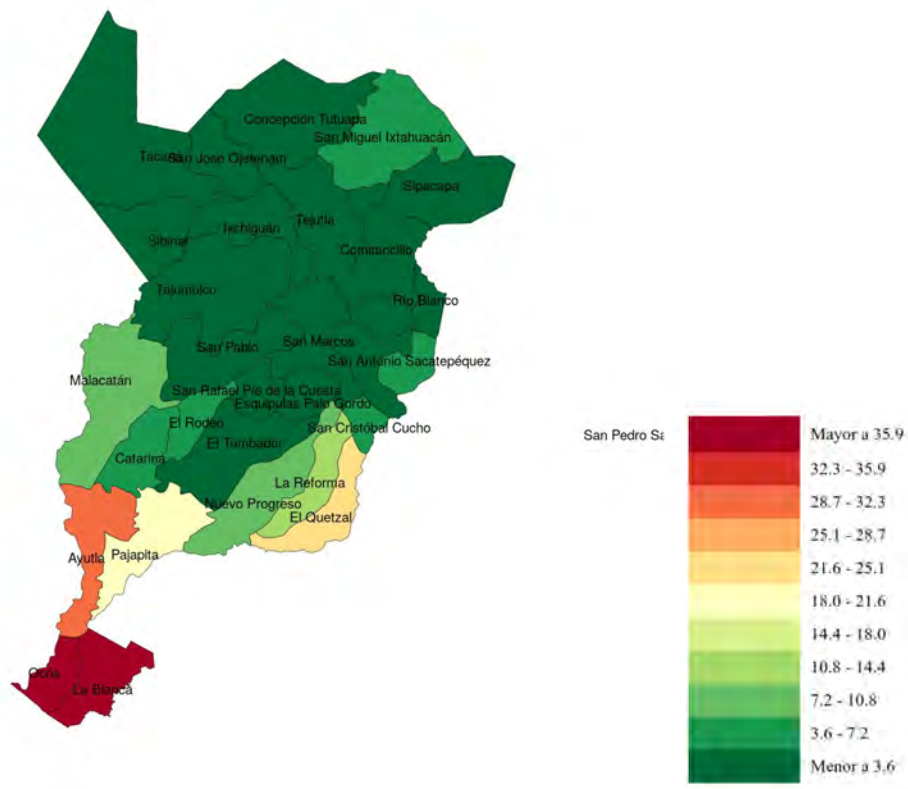 Concepción Tutuapa
San Miguel Ixtahuacán
Tacaná
San José Ojetenam
Sipacapa
Ixchiguán
Tejutla
Sibinal
Comitancillo
Tajumulco
Río Blanco
San Pablo
San Marcos
San Antonio Sacatepéquez
Malacatán
San Rafael Pie de la Cuesta
Esquipulas Palo Gordo
El Rodeo
San Cristóbal Cucho
El Tumbador
Catarina
La Reforma
Nuevo Progreso
El Quetzal
Ayutla
Pajapita
Ocós
La Blanca
San Pedro Sa
Mayor a 35.9
32.3 - 35.9
28.7 - 32.3
25.1 - 28.7
21.6 - 25.1
18.0 - 21.6
14.4 - 18.0
10.8 - 14.4
7.2 - 10.8
3.6 - 7.2
Menor a 3.6